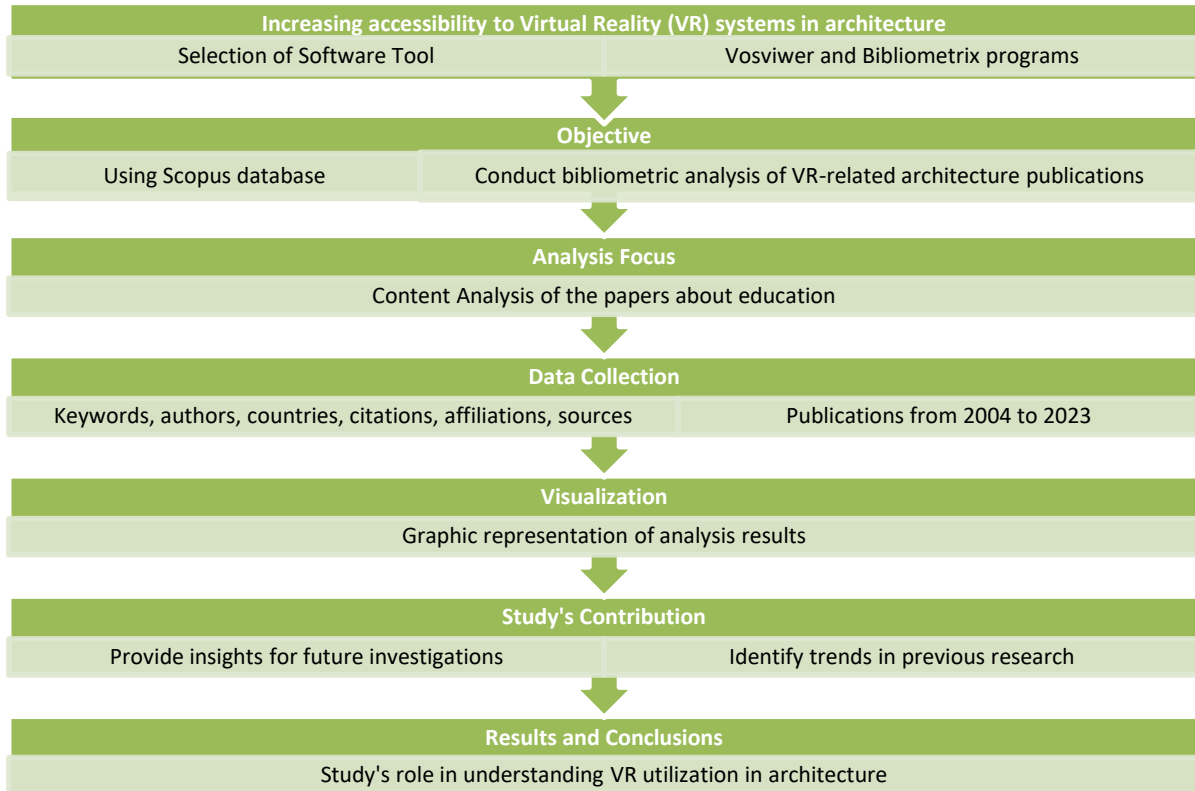 Increasing accessibility to Virtual Reality (VR) systems in architecture
Selection of Software Tool
Vosviwer and Bibliometrix programs
Objective
Using Scopus database
Conduct bibliometric analysis of VR-related architecture publications
Analysis Focus
Content Analysis of the papers about education
Data Collection
Keywords, authors, countries, citations, affiliations, sources
Publications from 2004 to 2023
Visualization
Graphic representation of analysis results
Study's Contribution
Provide insights for future investigations
Identify trends in previous research
Results and Conclusions
Study's role in understanding VR utilization in architecture